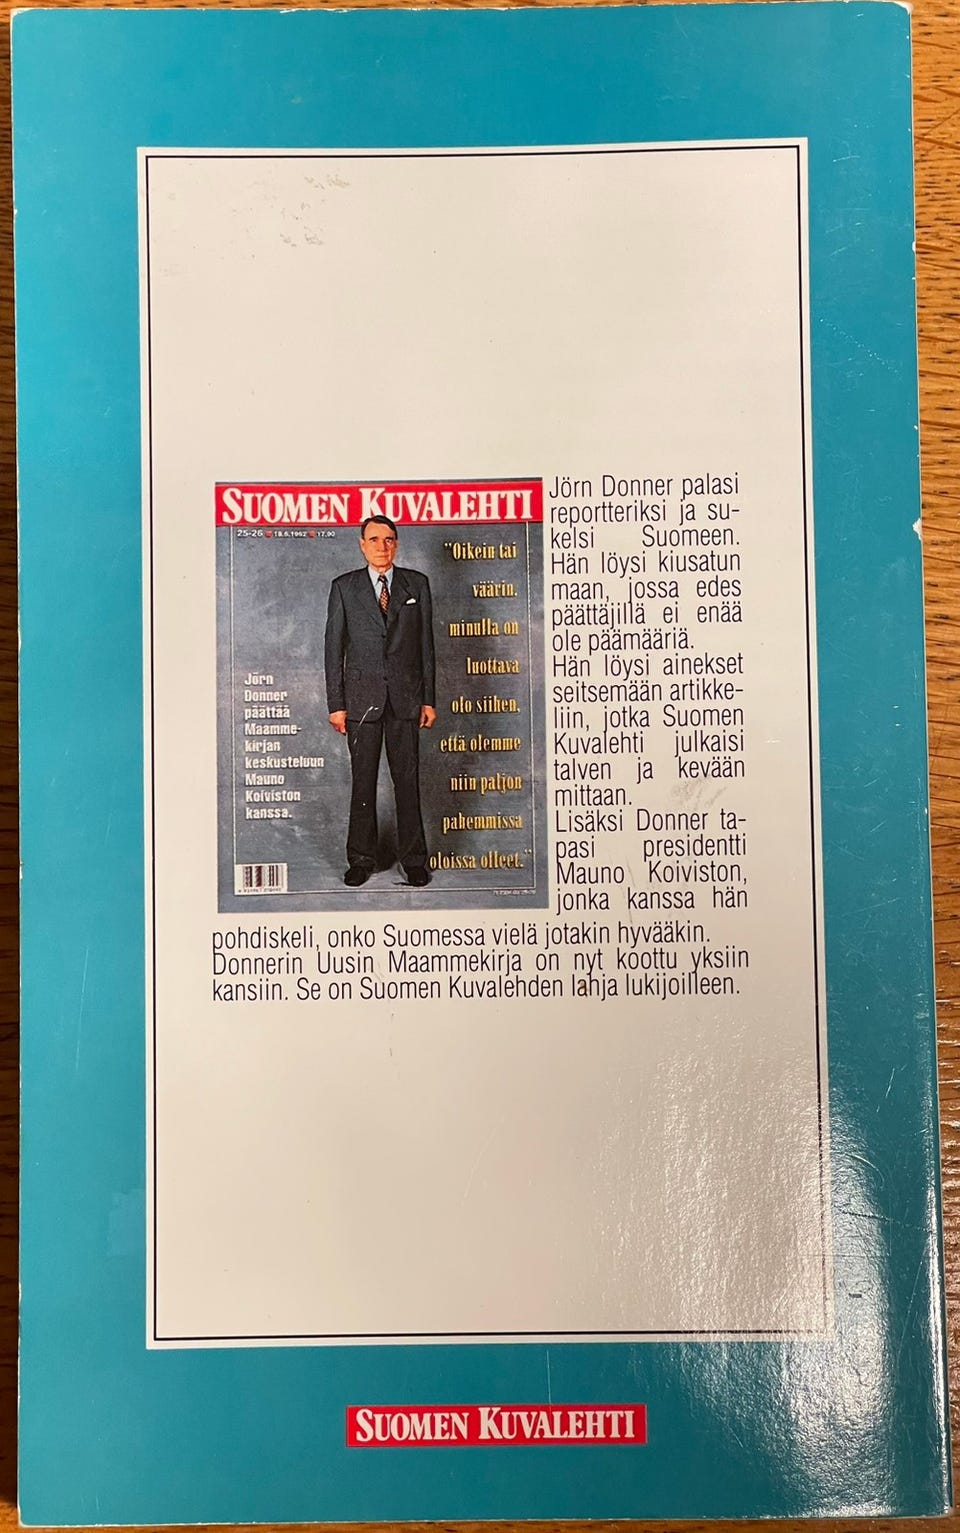 SUOMEN KUVALEHTI
25-26 ■ 18.6.1992 ■ 17,90
"Oikein tai
väärin,
minulla on
luottava
olo siihen,
että olemme
niin paljon
pahemmissa
oloissa olleet."
Jörn
Donner
päättää
Maamme-
kirjan
keskusteluun
Mauno
Koiviston
kanssa.
Jörn Donner palasi
reportteriksi ja su-
kelsi Suomeen.
Hän löysi kiusatun
maan, jossa edes
päättäjillä ei enää
ole päämääriä.
Hän löysi ainekset
seitsemään artikke-
liin, jotka Suomen
Kuvalehti julkaisi
talven ja kevään
mittaan.
Lisäksi Donner ta-
pasi presidentti
Mauno Koiviston,
jonka kanssa hän
pohdiskeli, onko Suomessa vielä jotakin hyvääkin.
Donnerin Uusin Maammekirja on nyt koottu yksiin
kansiin. Se on Suomen Kuvalehden lahja lukijoilleen.
SUOMEN KUVALEHTI